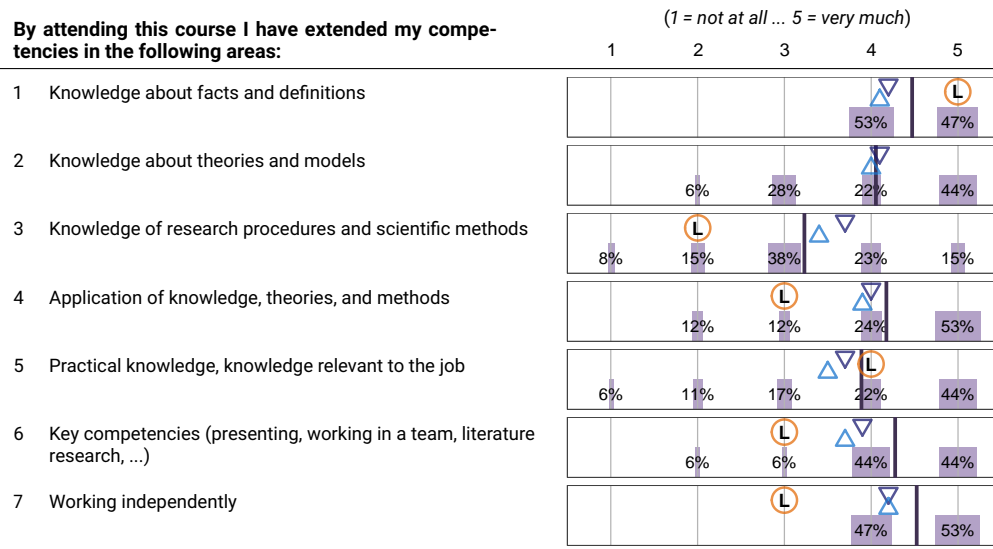 (1 = not at all ... 5 = very much)
By attending this course I have extended my compe-
tencies in the following areas:
1 2 3 4 5
1 Knowledge about facts and definitions
L
53% 47%
2 Knowledge about theories and models
6% 28% 22% 44%
3 Knowledge of research procedures and scientific methods
L
8% 15% 38% 23% 15%
4 Application of knowledge, theories, and methods
L
12% 12% 24% 53%
5 Practical knowledge, knowledge relevant to the job
L
6% 11% 17% 22% 44%
6 Key competencies (presenting, working in a team, literature
research, ...)
L
6% 6% 44% 44%
7 Working independently
L
47% 53%